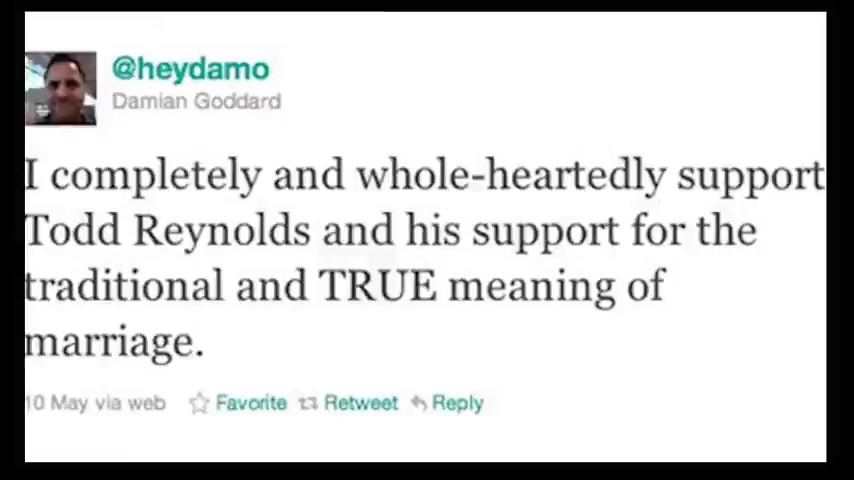 @heydamo
Damian Goddard
I completely and whole-heartedly support
Todd Reynolds and his support for the
traditional and TRUE meaning of
marriage.
10 May via web Favorite Retweet Reply